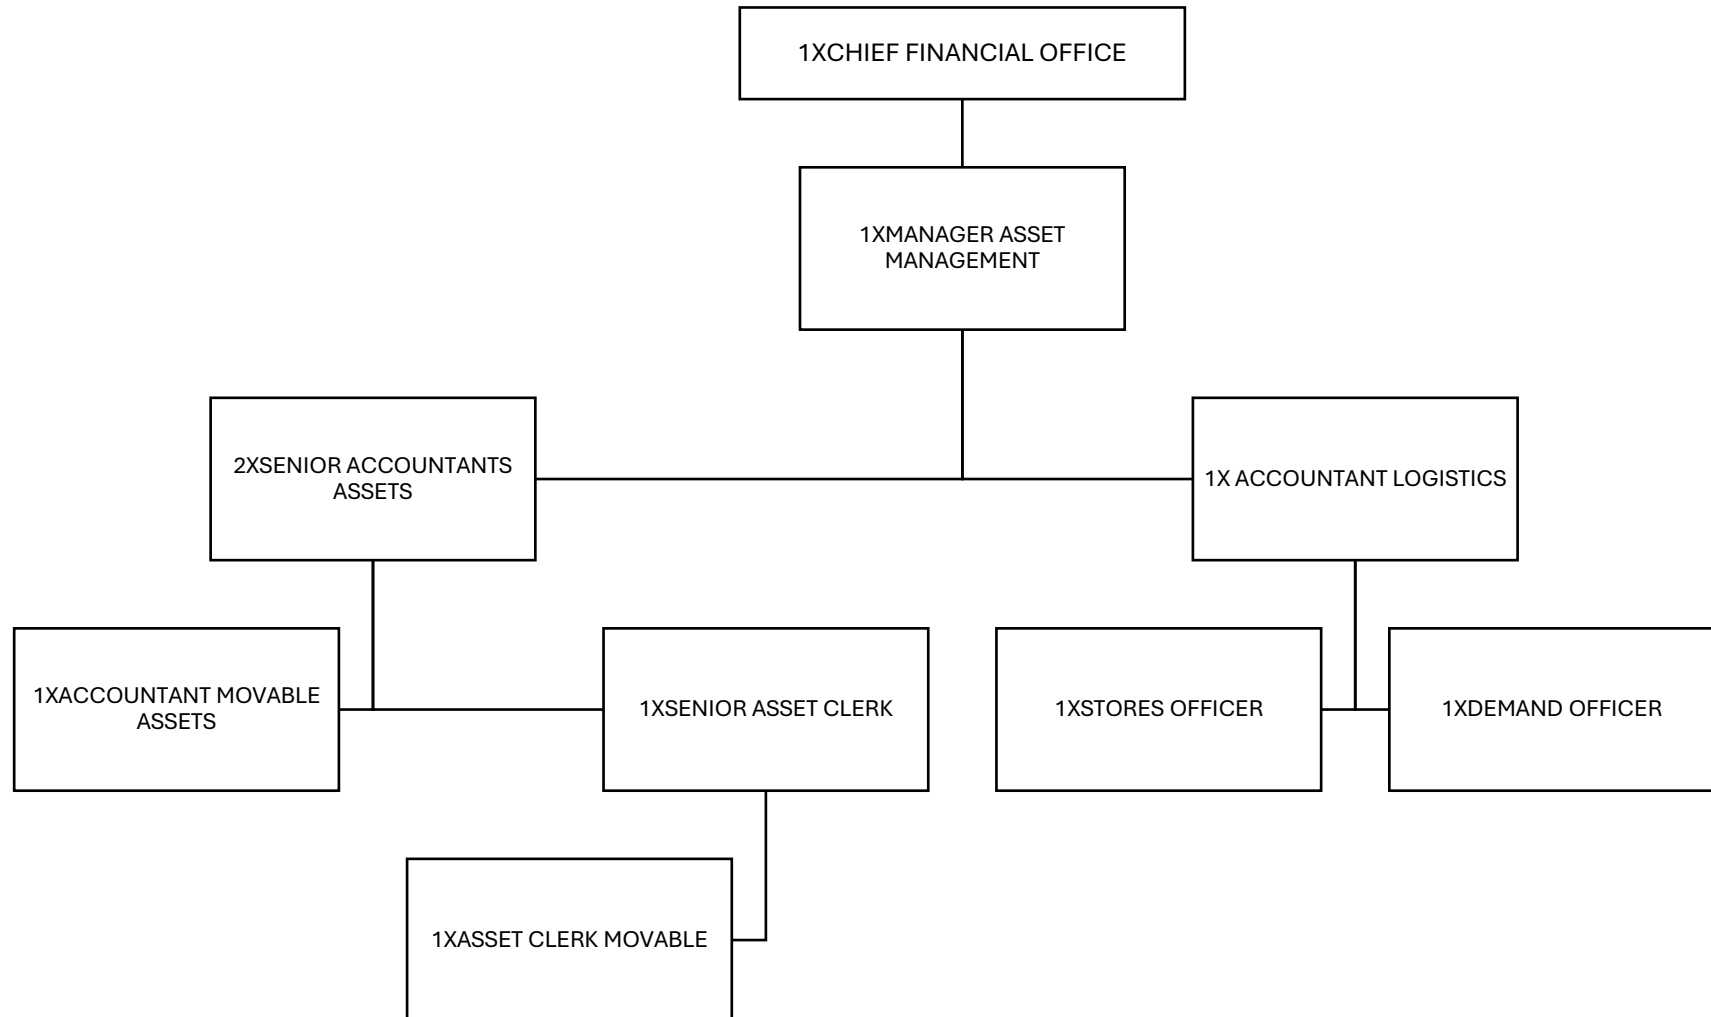 1XCHIEF FINANCIAL OFFICE
1XMANAGER ASSET
MANAGEMENT
2XSENIOR ACCOUNTANTS
ASSETS
1X ACCOUNTANT LOGISTICS
1XACCOUNTANT MOVABLE
ASSETS
1XSENIOR ASSET CLERK
1XSTORES OFFICER
1XDEMAND OFFICER
1XASSET CLERK MOVABLE